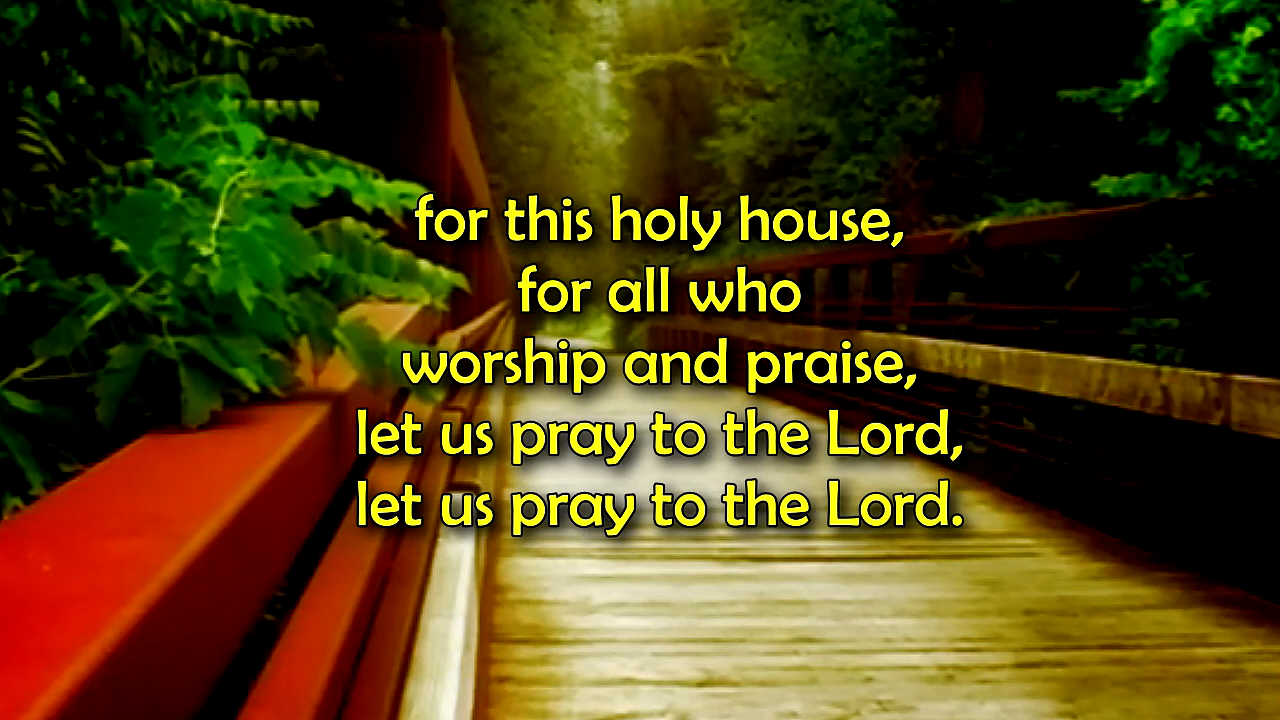 for this holy house,
for all who
worship and praise,
let us pray to the Lord,
let us pray to the Lord.